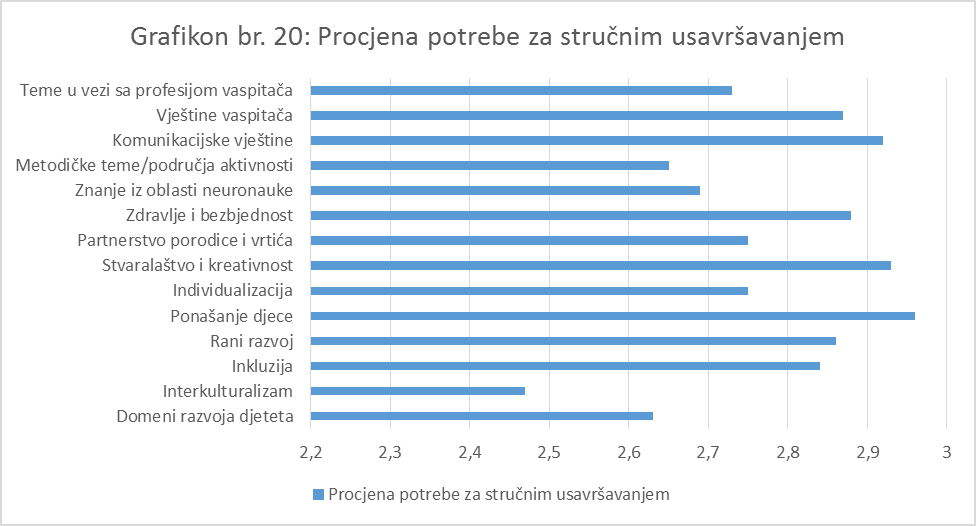 Grafikon br. 20: Procjena potrebe za stručnim usavršavanjem
Teme u vezi sa profesijom vaspitača
Vještine vaspitača
Komunikacijske vještine
Metodičke teme/područja aktivnosti
Znanje iz oblasti neuronauke
Zdravlje i bezbjednost
Partnerstvo porodice i vrtića
Stvaralaštvo i kreativnost
Individualizacija
Ponašanje djece
Rani razvoj
Inkluzija
Interkulturalizam
Domeni razvoja djeteta
2,2 2,3 2,4 2,5 2,6 2,7 2,8 2,9 3
Procjena potrebe za stručnim usavršavanjem